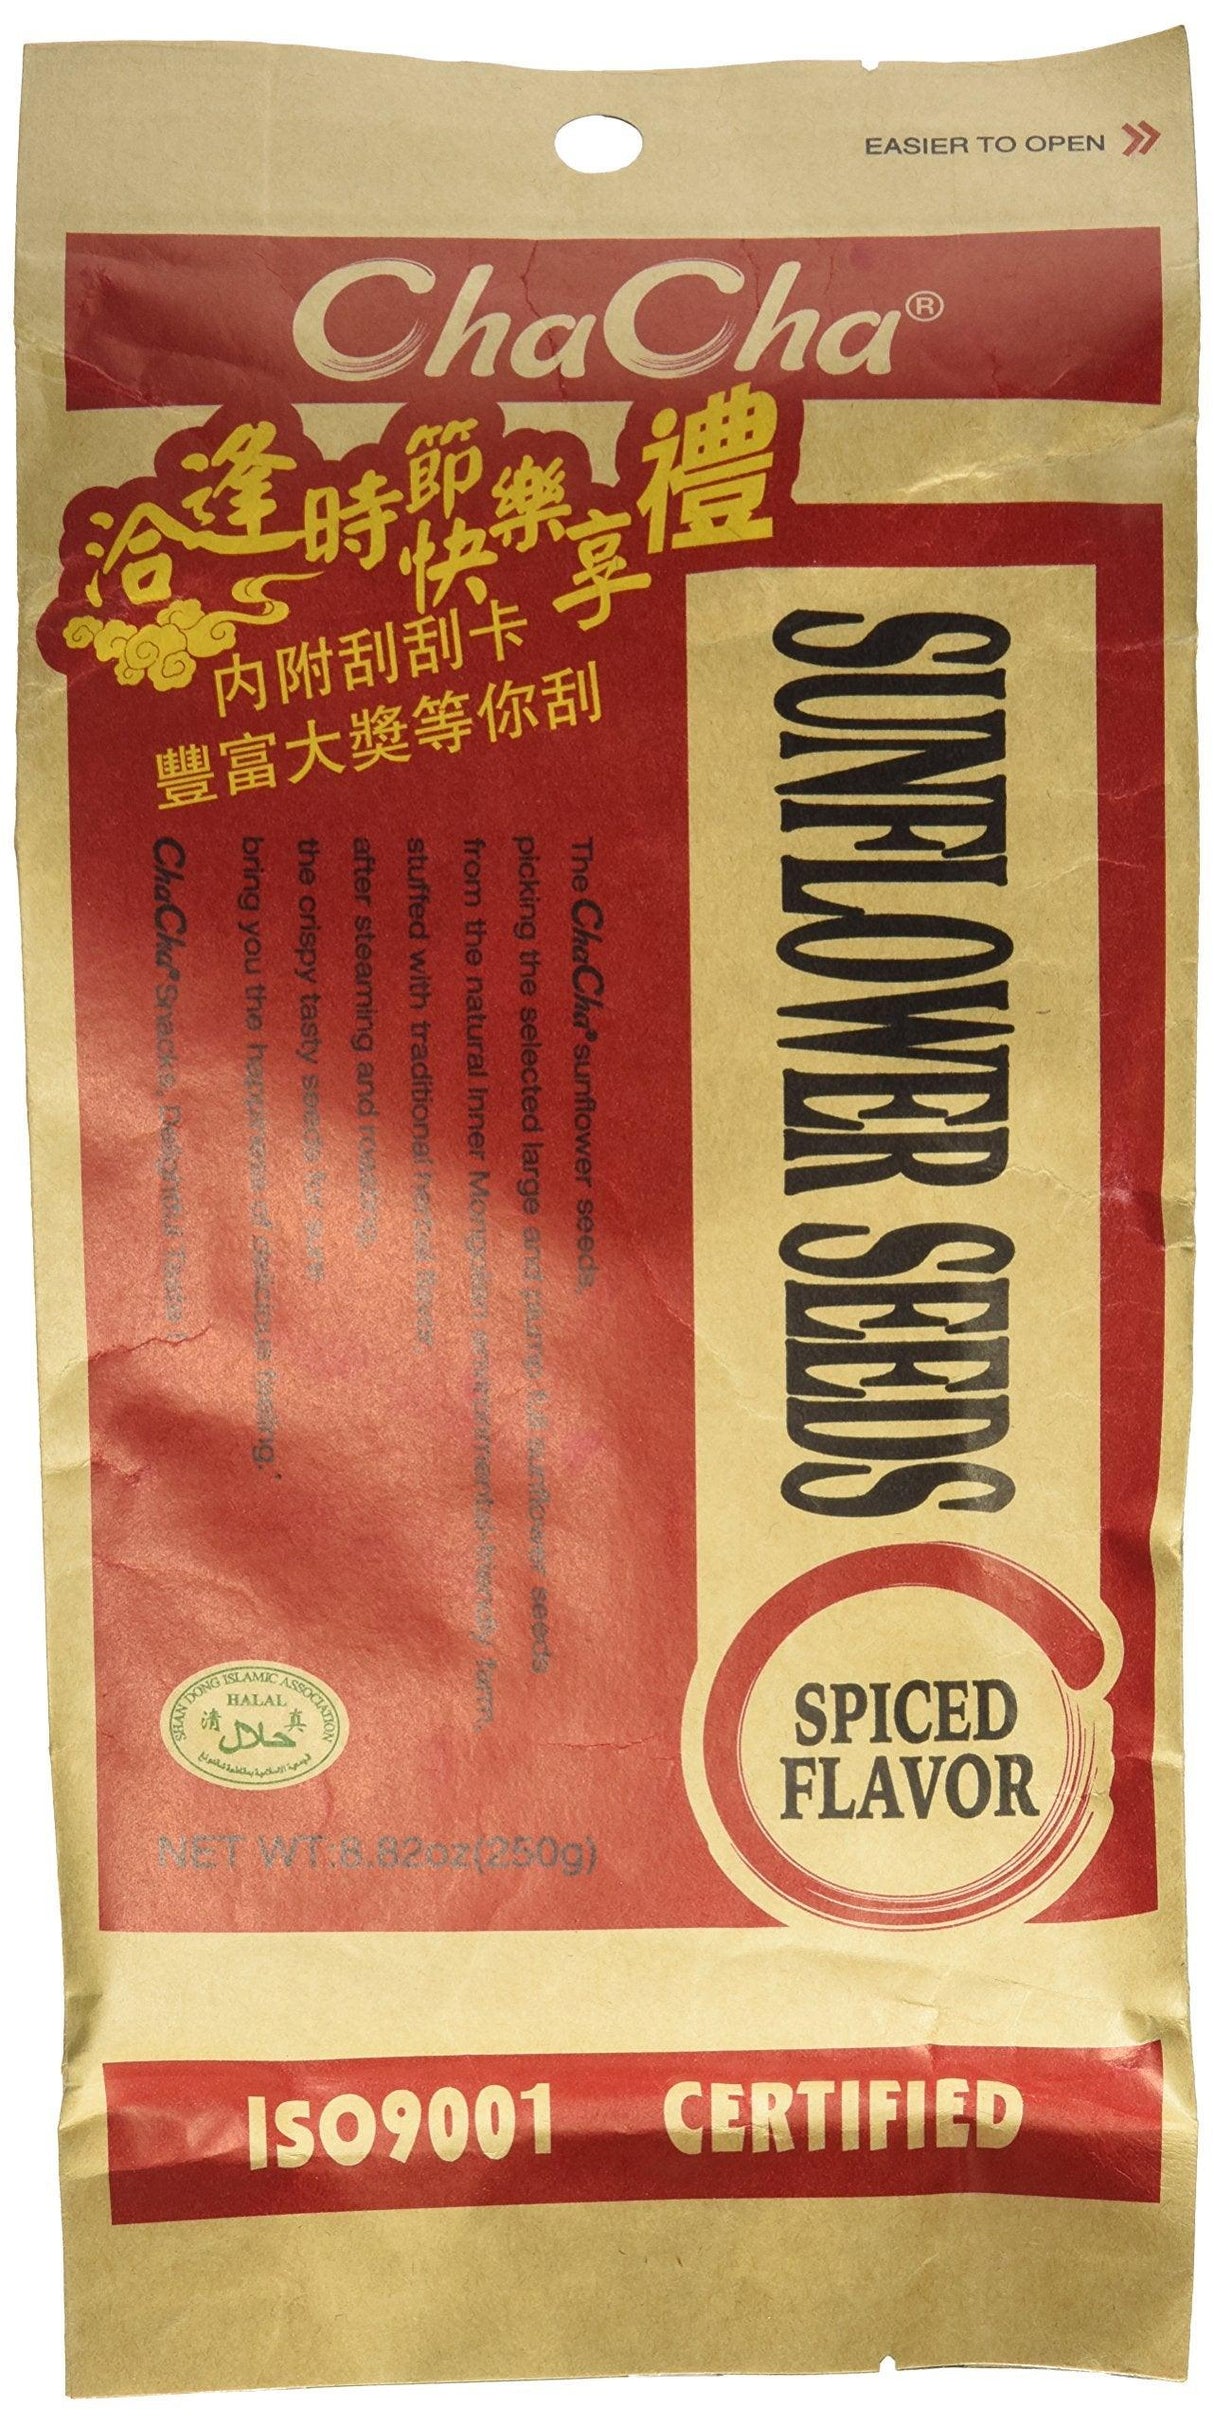 EASIER TO OPEN
ChaCha®
洽逢時節快樂享禮
內附刮刮卡
豐富大獎等你刮
SUNFLOWER SEEDS
SPICED
FLAVOR
The ChaCha® sunflower seeds,
picking the selected large and plump sunflower seeds
from the natural Inner Mongolian environmental-friendly farm,
stuffed with traditional herbal flavor,
after steaming and roasting,
the crispy tasty seeds for sure
bring you the happiness of delicious tasting.
ChaCha® Snacks, Delightful Taste!
SHAN DONG ISLAMIC ASSOCIATION
HALAL
清 حلال 真
NET WT:8.82oz(250g)
ISO9001 CERTIFIED